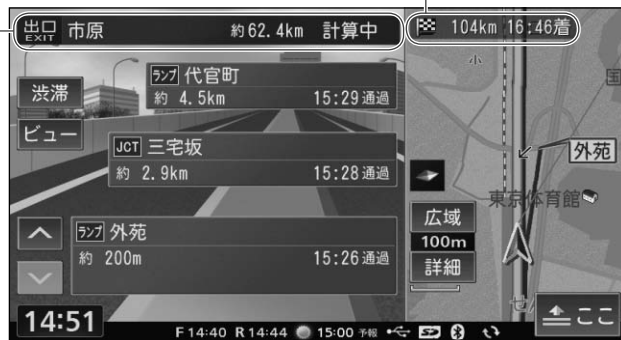 出口 EXIT 市原 約62.4km 計算中
104km 16:46着
渋滞
ビュー
ランプ 代官町
約 4.5km 15:29通過
JCT 三宅坂
約 2.9km 15:28通過
ランプ 外苑
約 200m 15:26通過
外苑
東京体育館
広域
100m
詳細
ここ
14:51
F14:40 R14:44 15:00 予報